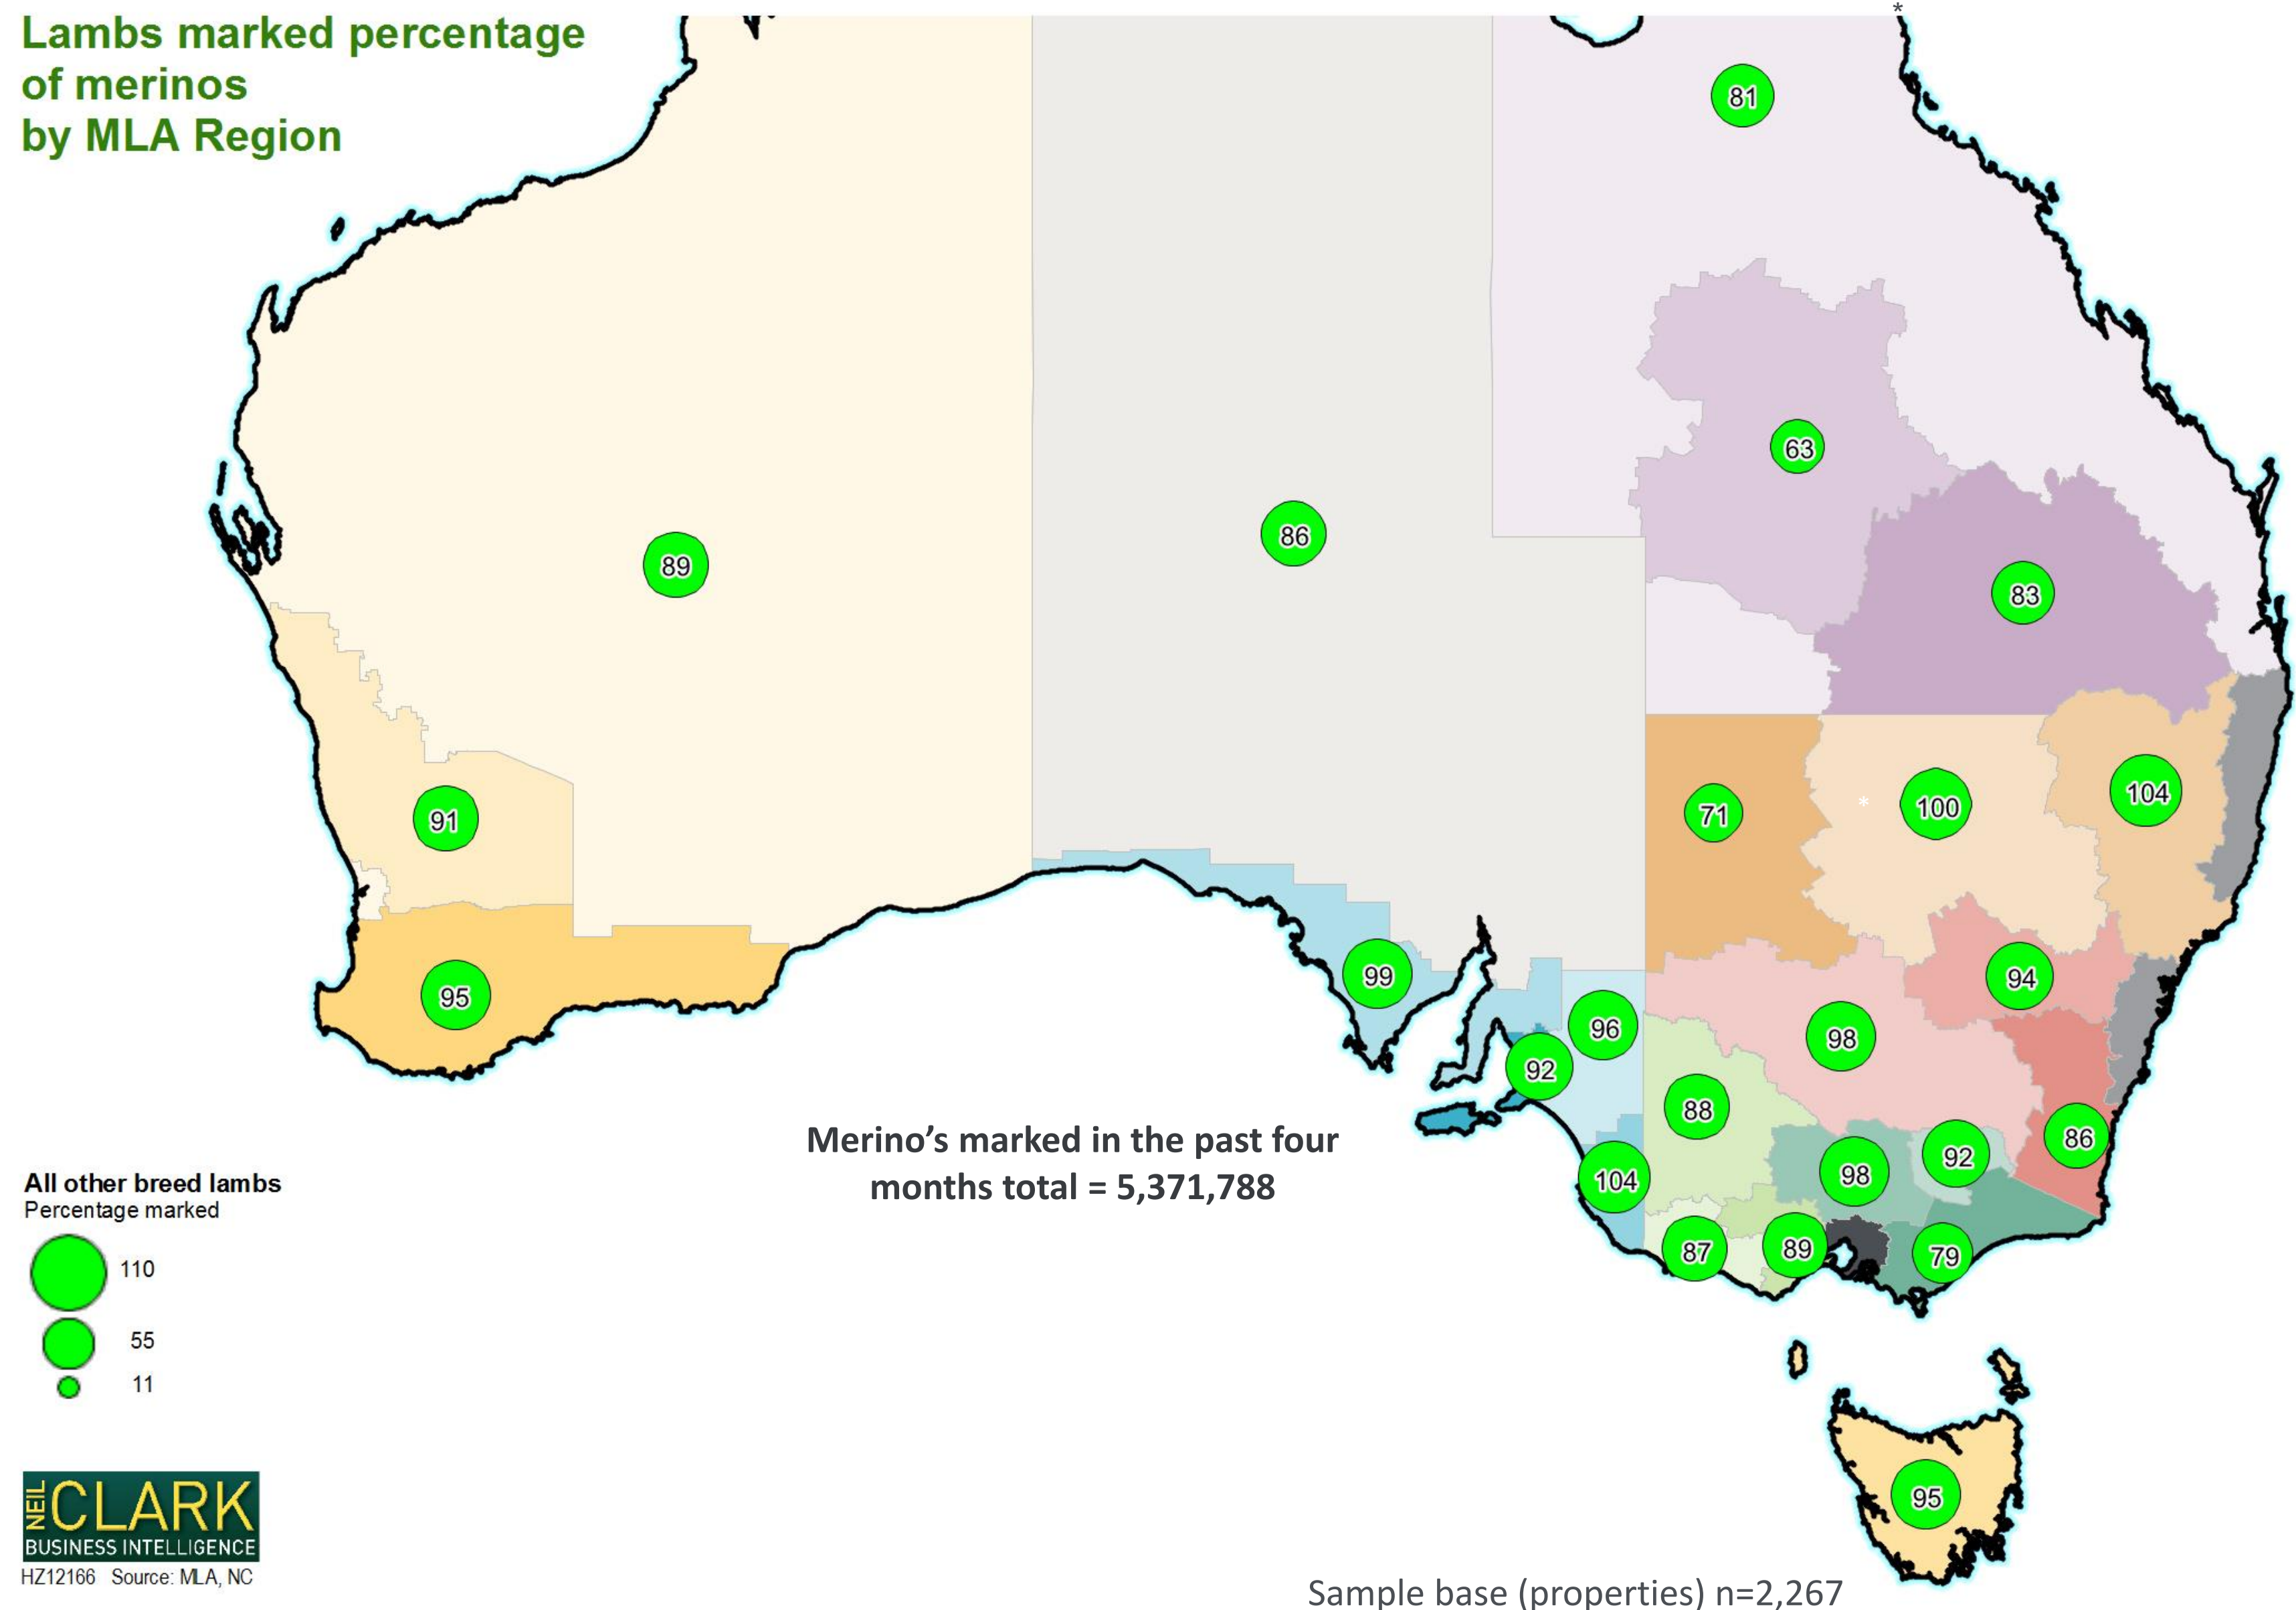 Lambs marked percentage
of merinos
by MLA Region
*
81
63
86
89
83
104
100
*
71
91
99
94
95
96
98
92
88
86
92
98
104
87
89
79
Merino’s marked in the past four
months total = 5,371,788
All other breed lambs
Percentage marked
110
55
11
95
NEIL
CLARK
BUSINESS INTELLIGENCE
HZ12166 Source: MLA, NC
Sample base (properties) n=2,267